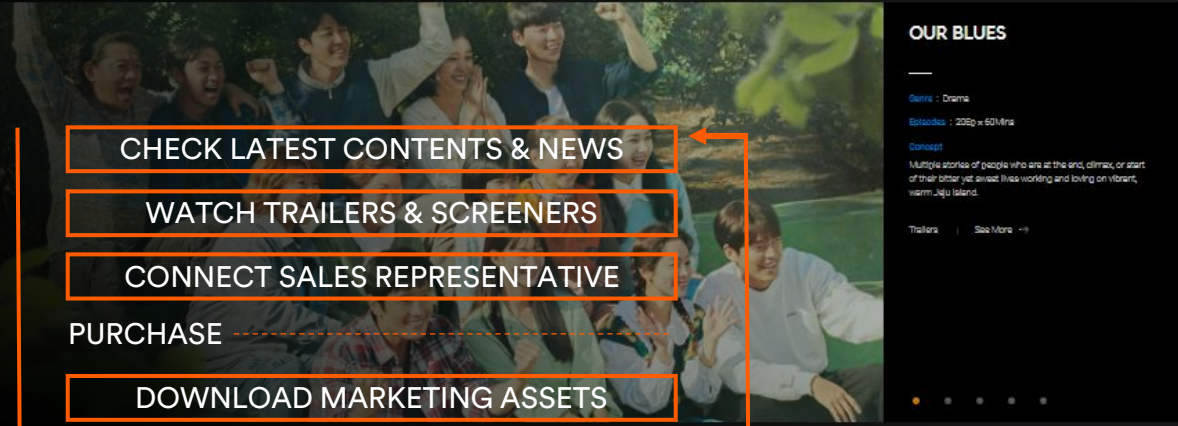 CHECK LATEST CONTENTS & NEWS
WATCH TRAILERS & SCREENERS
CONNECT SALES REPRESENTATIVE
PURCHASE
DOWNLOAD MARKETING ASSETS
OUR BLUES
Genre : Drama
Episodes : 20Ep x 60Mins
Concept
Multiple stories of people who are at the end, climax, or start
of their bitter yet sweet lives working and loving on vibrant,
warm Jeju Island.
Trailers | See More →